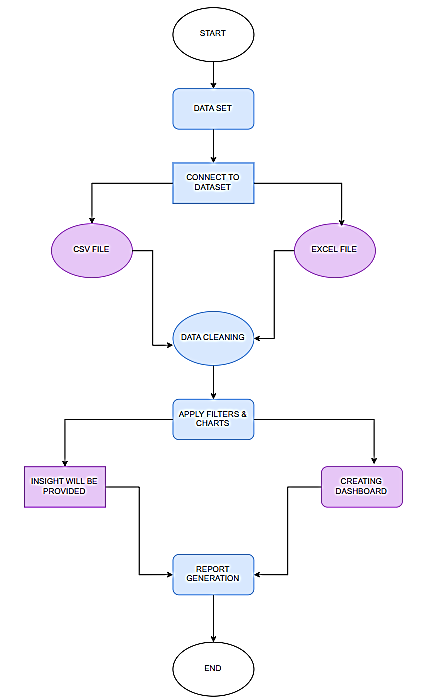 START
DATA SET
CONNECT TO
DATASET
CSV FILE
EXCEL FILE
DATA CLEANING
APPLY FILTERS &
CHARTS
INSIGHT WILL BE
PROVIDED
CREATING
DASHBOARD
REPORT
GENERATION
END